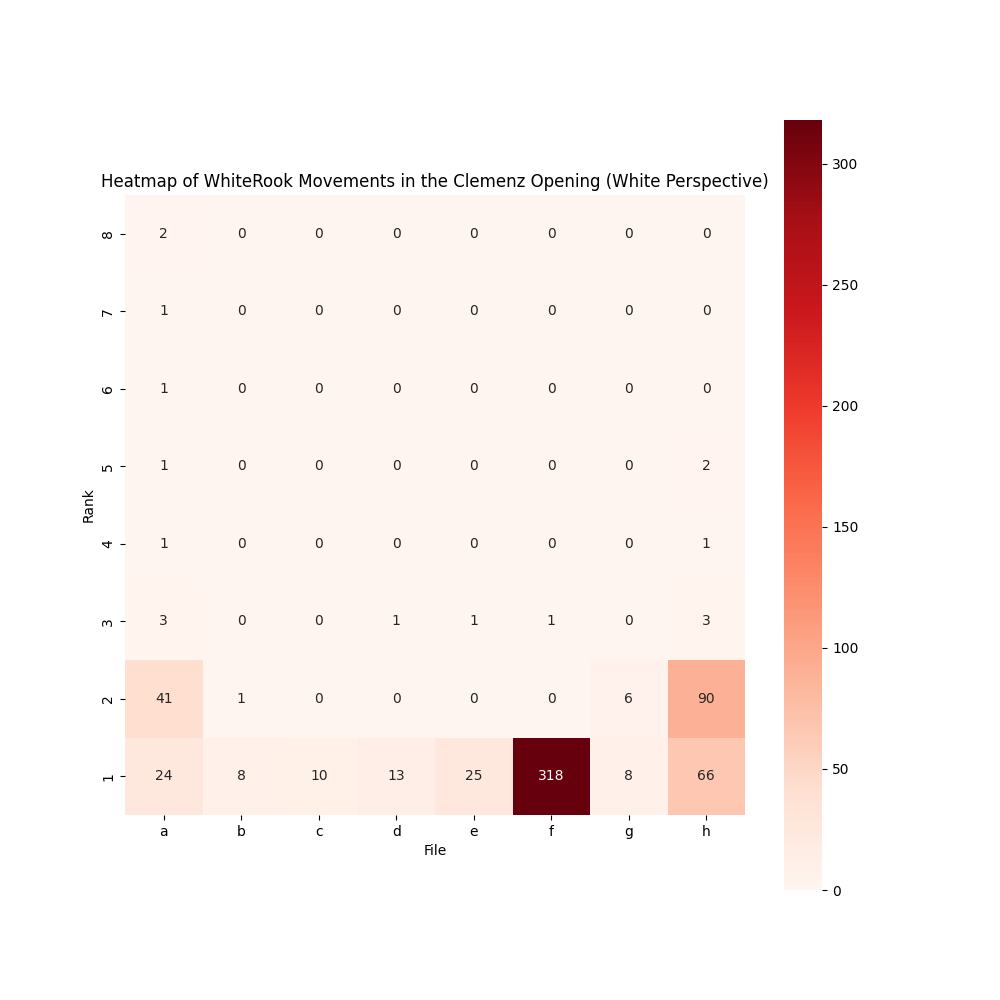 Heatmap of WhiteRook Movements in the Clemenz Opening (White Perspective)
300
250
200
150
100
50
0
Rank
8 2 0 0 0 0 0 0 0
7 1 0 0 0 0 0 0 0
6 1 0 0 0 0 0 0 0
5 1 0 0 0 0 0 0 2
4 1 0 0 0 0 0 0 1
3 3 0 0 1 1 1 0 3
2 41 1 0 0 0 0 6 90
1 24 8 10 13 25 318 8 66
a b c d e f g h
File